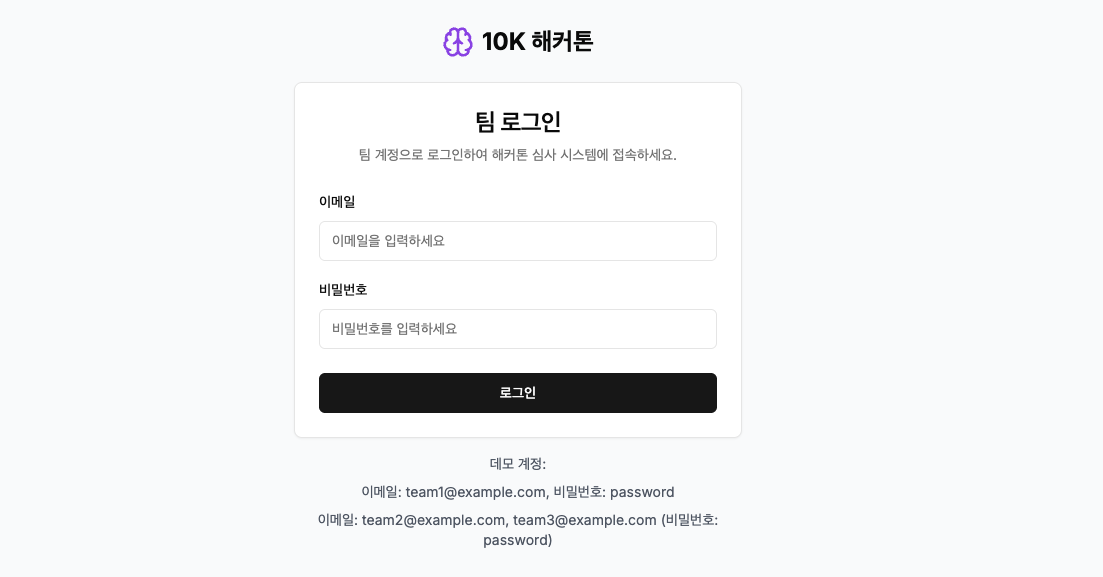 10K 해커톤
팀 로그인
팀 계정으로 로그인하여 해커톤 심사 시스템에 접속하세요.
이메일
이메일을 입력하세요
비밀번호
비밀번호를 입력하세요
로그인
데모 계정:
이메일: team1@example.com, 비밀번호: password
이메일: team2@example.com, team3@example.com (비밀번호:
password)